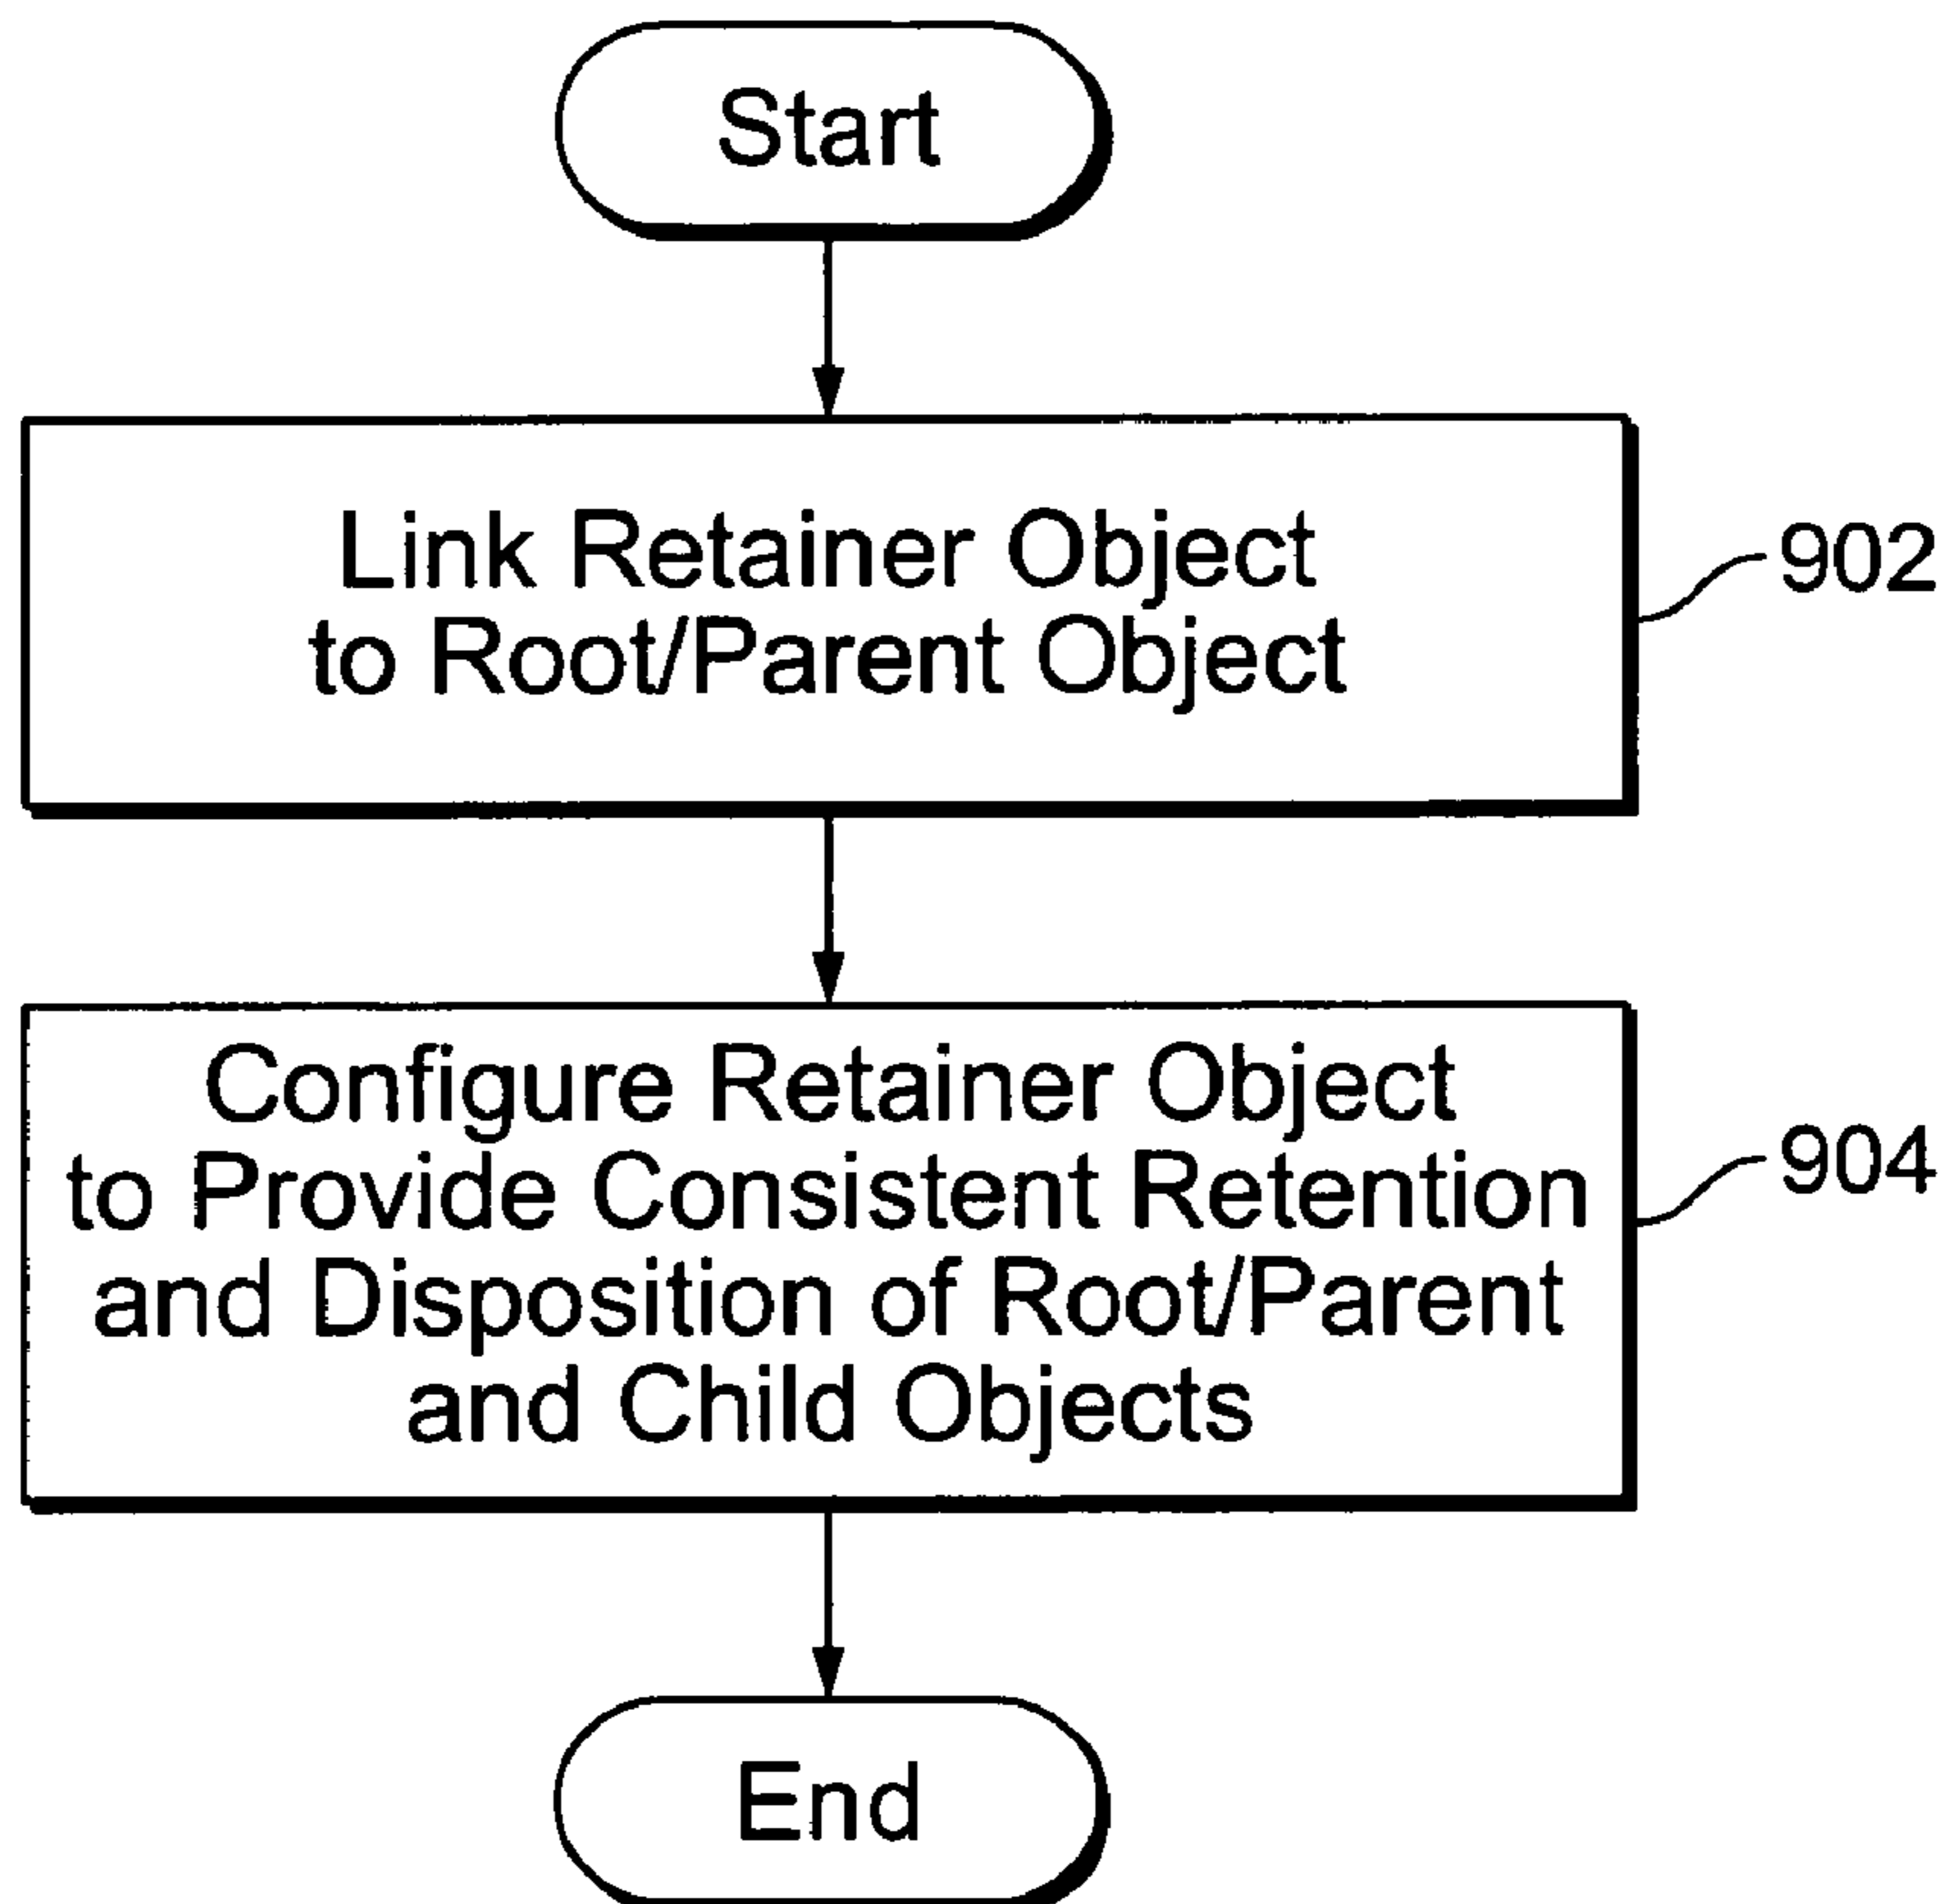 Start
Link Retainer Object
to Root/Parent Object
902
Configure Retainer Object
to Provide Consistent Retention
and Disposition of Root/Parent
and Child Objects
904
End